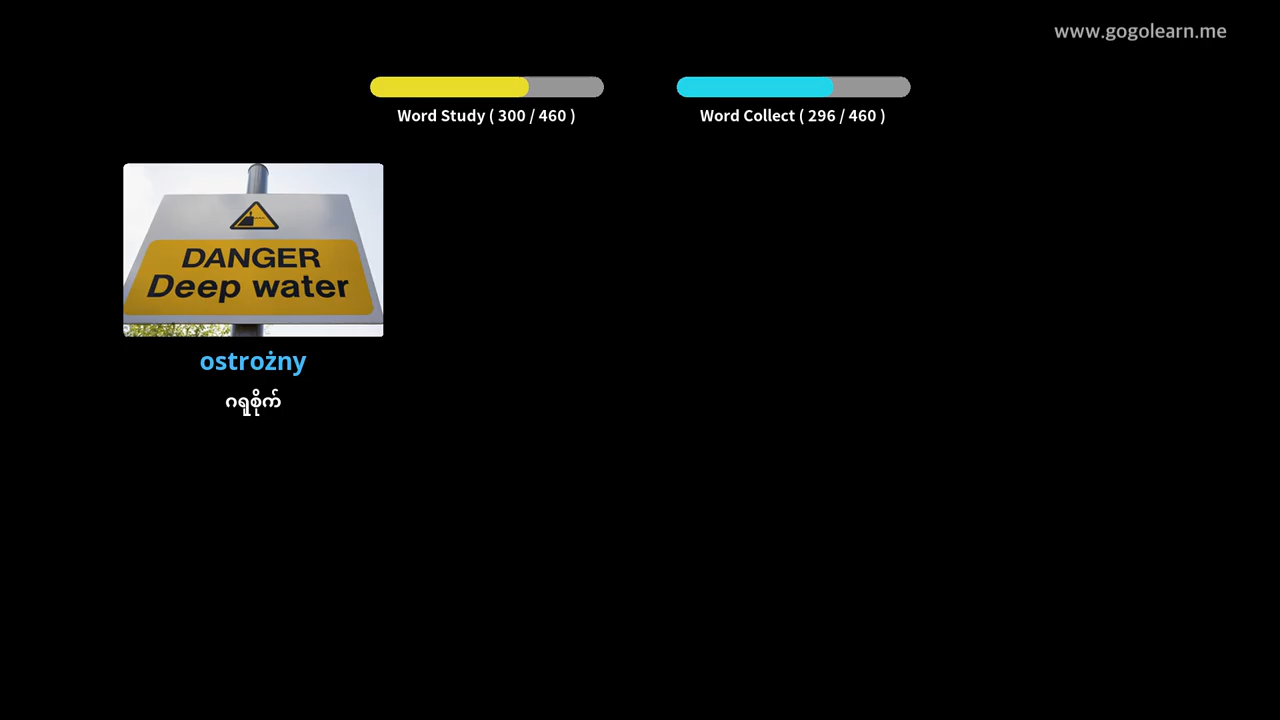 www.gogolearn.me
Word Study ( 300 / 460 )
Word Collect ( 296 / 460 )
DANGER
Deep water
ostrożny
ဂရုစိုက်